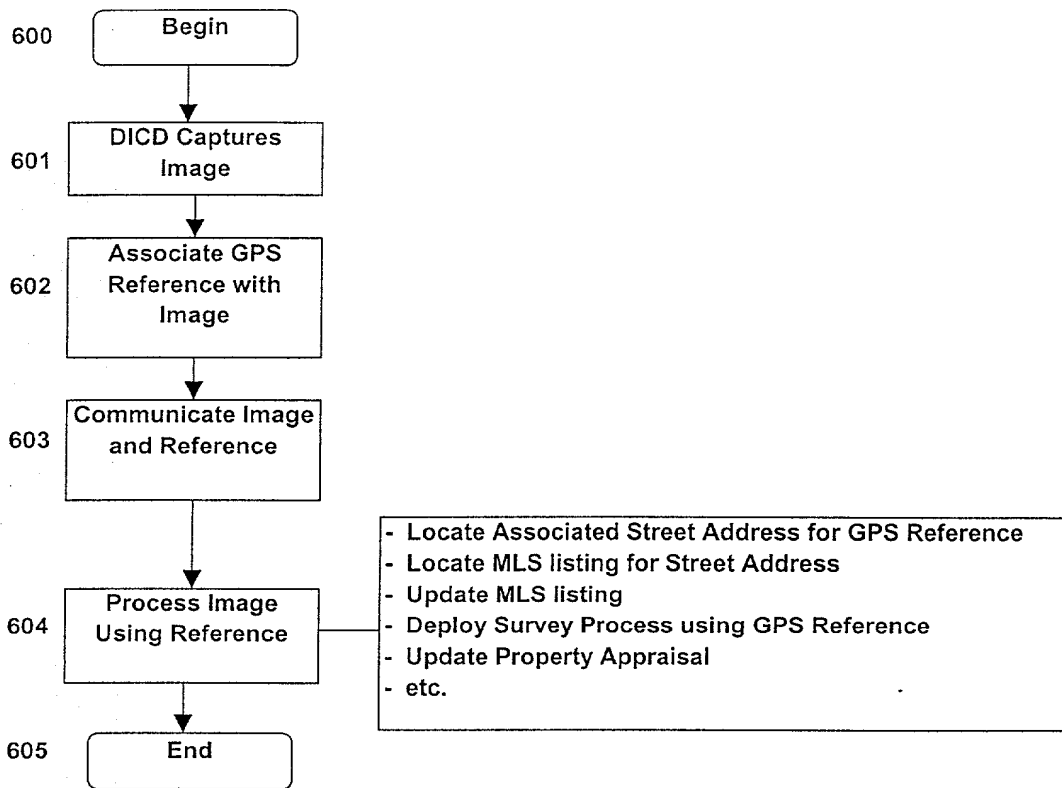 600
Begin
601
DICD Captures
Image
602
Associate GPS
Reference with
Image
603
Communicate Image
and Reference
604
Process Image
Using Reference
- Locate Associated Street Address for GPS Reference
- Locate MLS listing for Street Address
- Update MLS listing
- Deploy Survey Process using GPS Reference
- Update Property Appraisal
- etc.
605
End